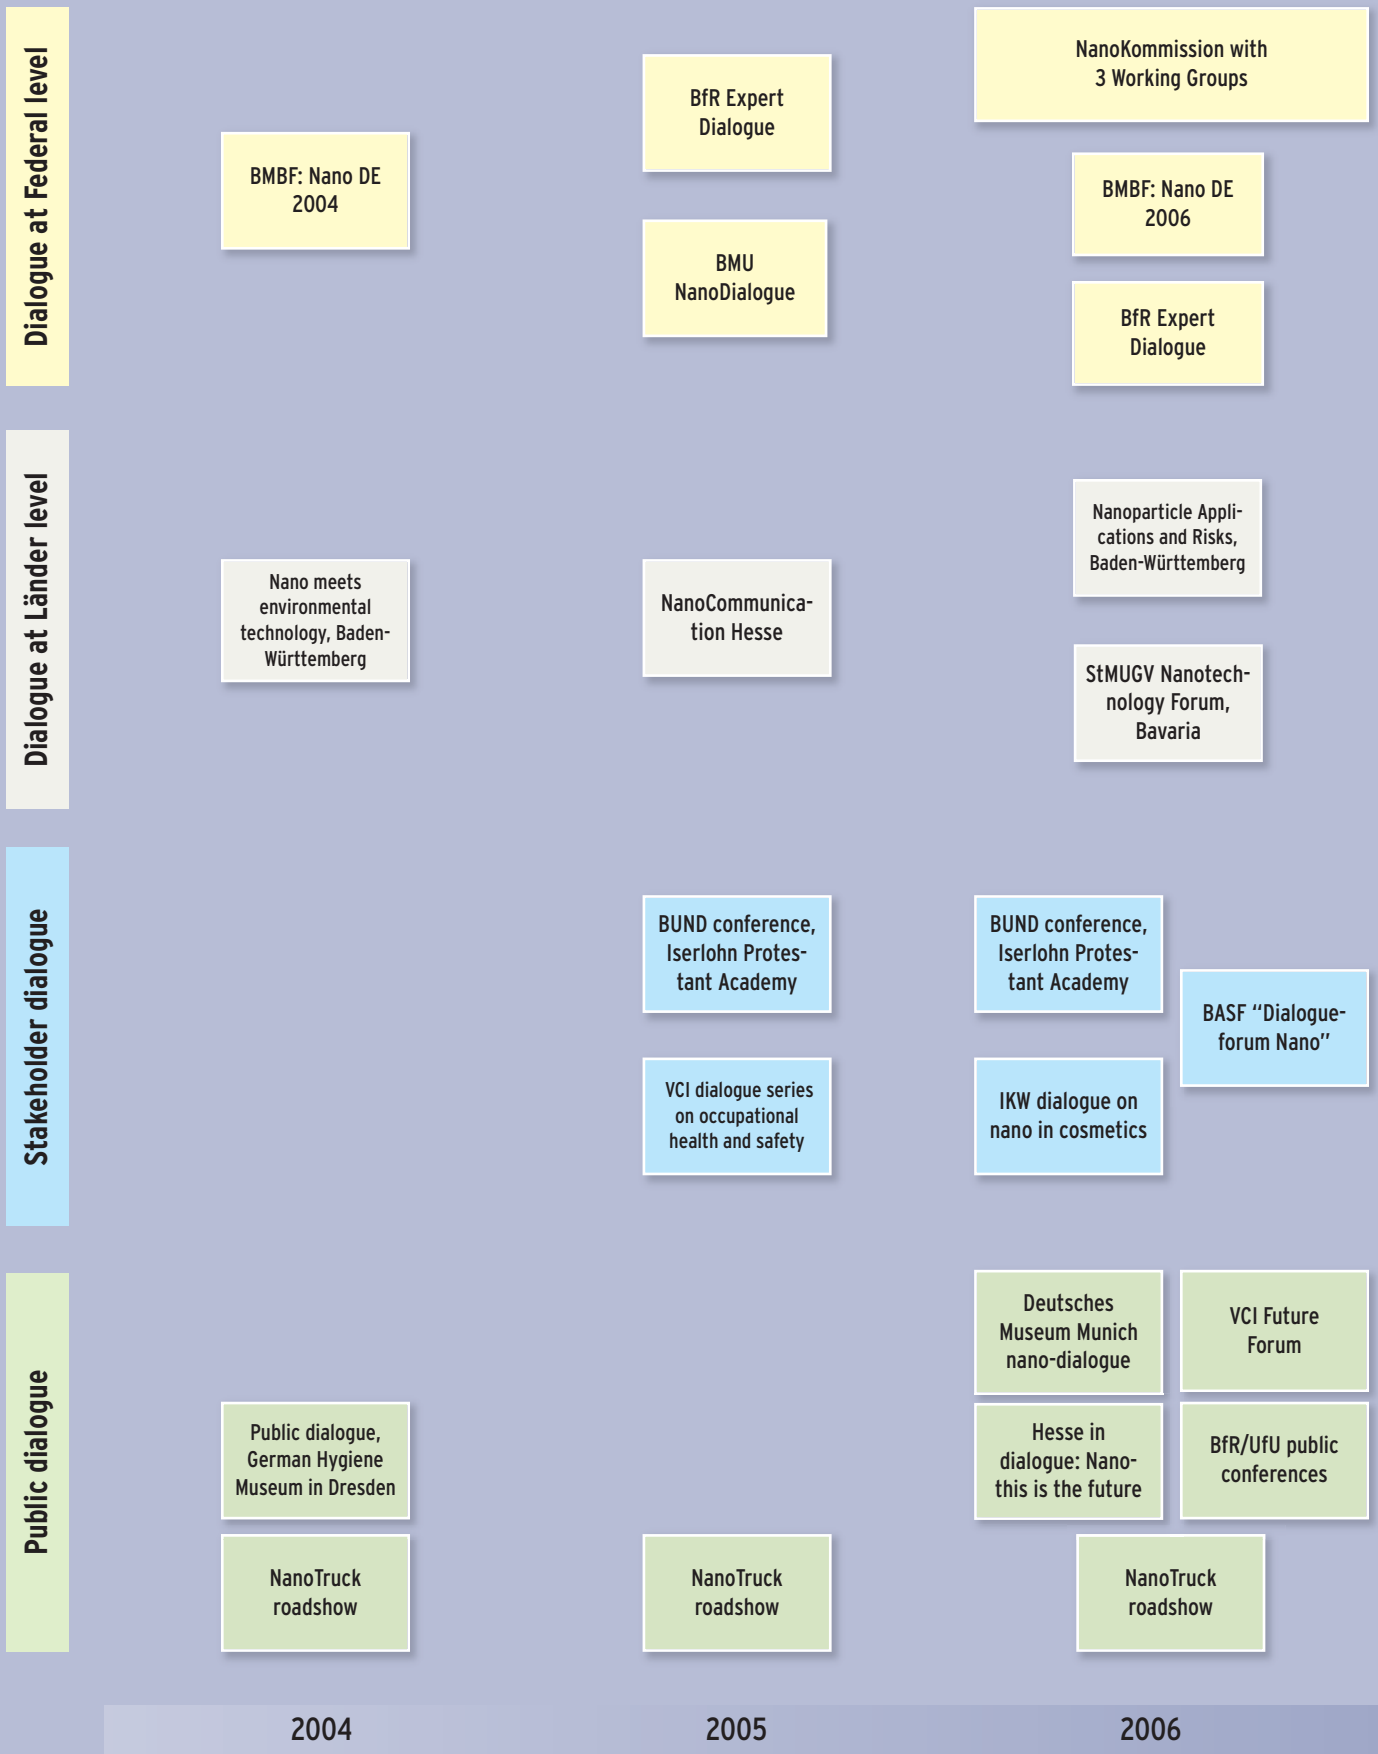 Dialogue at Federal level
BMBF: Nano DE
2004
BfR Expert
Dialogue
BMU
NanoDialogue
NanoKommission with
3 Working Groups
BMBF: Nano DE
2006
BfR Expert
Dialogue
Dialogue at Länder level
Nano meets
environmental
technology, Baden-
Württemberg
NanoCommunica-
tion Hesse
Nanoparticle Appli-
cations and Risks,
Baden-Württemberg
StMUGV Nanotech-
nology Forum,
Bavaria
Stakeholder dialogue
BUND conference,
Iserlohn Protes-
tant Academy
VCI dialogue series
on occupational
health and safety
BUND conference,
Iserlohn Protes-
tant Academy
IKW dialogue on
nano in cosmetics
BASF “Dialogue-
forum Nano”
Public dialogue
Public dialogue,
German Hygiene
Museum in Dresden
NanoTruck
roadshow
NanoTruck
roadshow
Deutsches
Museum Munich
nano-dialogue
VCI Future
Forum
Hesse in
dialogue: Nano-
this is the future
BfR/UfU public
conferences
NanoTruck
roadshow
2004
2005
2006